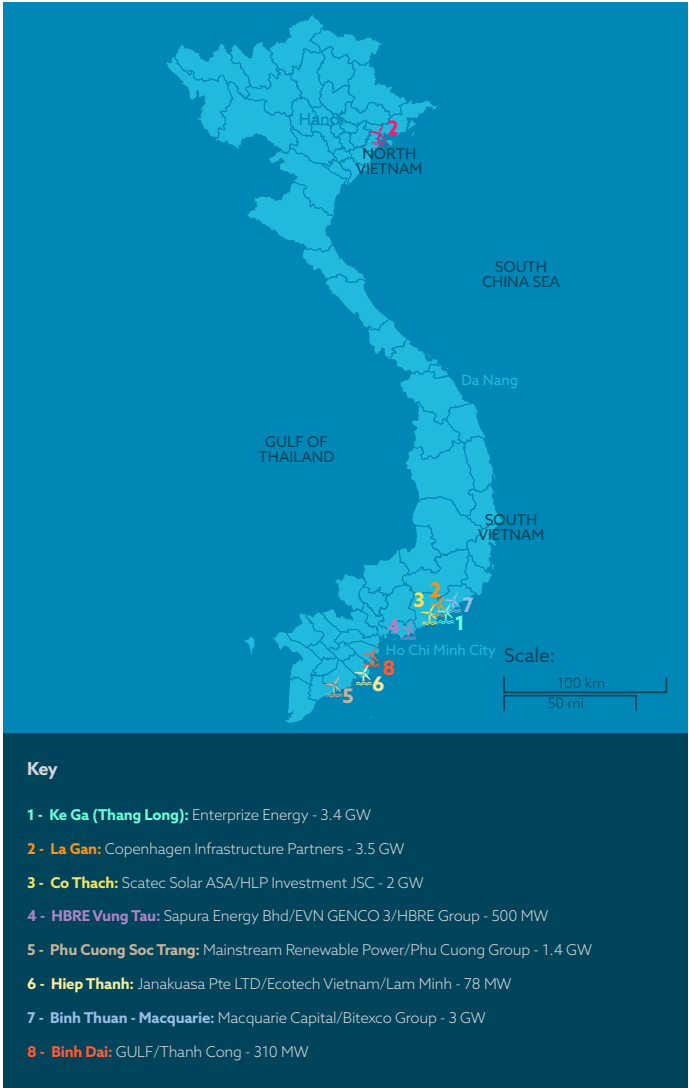 Hanoi
2
NORTH
VIETNAM
SOUTH
CHINA SEA
Da Nang
GULF OF
THAILAND
SOUTH
VIETNAM
2
3
7
1
4
Ho Chi Minh City
Scale:
8
6
5
100 km
50 mi
Key
1 - Ke Ga (Thang Long): Enterprize Energy - 3.4 GW
2 - La Gan: Copenhagen Infrastructure Partners - 3.5 GW
3 - Co Thach: Scatec Solar ASA/HLP Investment JSC - 2 GW
4 - HBRE Vung Tau: Sapura Energy Bhd/EVN GENCO 3/HBRE Group - 500 MW
5 - Phu Cuong Soc Trang: Mainstream Renewable Power/Phu Cuong Group - 1.4 GW
6 - Hiep Thanh: Janakuasa Pte LTD/Ecotech Vietnam/Lam Minh - 78 MW
7 - Binh Thuan - Macquarie: Macquarie Capital/Bitexco Group - 3 GW
8 - Binh Dai: GULF/Thanh Cong - 310 MW